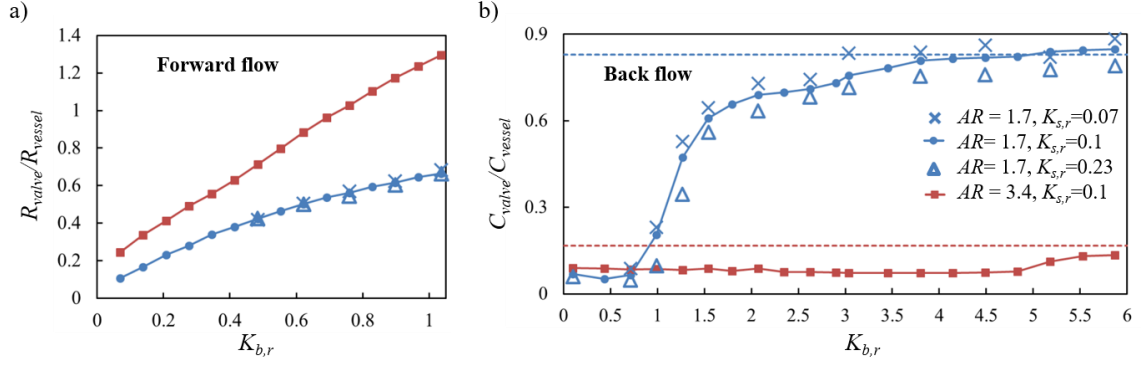 a)
Forward flow
R_valve/R_vessel
1.4
1.2
1
0.8
0.6
0.4
0.2
0
0 0.2 0.4 0.6 0.8 1
K_b,r
b)
Back flow
C_valve/C_vessel
0.9
0.6
0.3
0
AR = 1.7, K_s,r=0.07
AR= 1.7, K_s,r=0.1
AR= 1.7, K_s,r=0.23
AR= 3.4, K_s,r=0.1
0 0.5 1 1.5 2 2.5 3 3.5 4 4.5 5 5.5 6
K_b,r